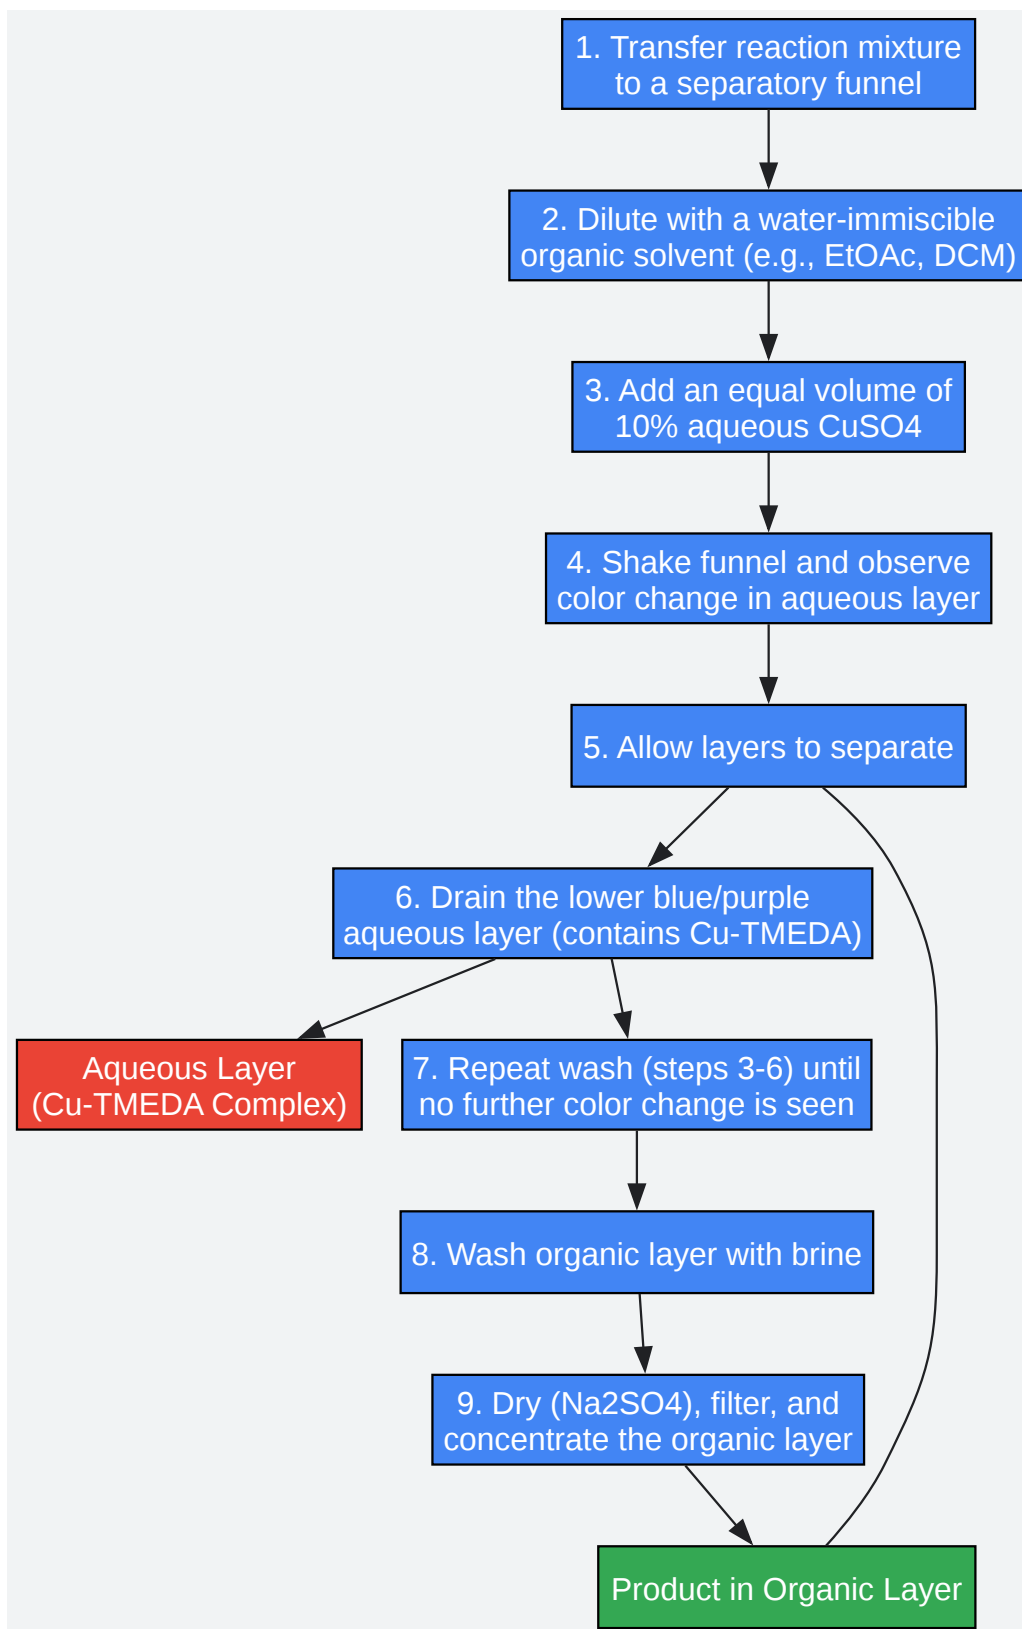 1. Transfer reaction mixture
to a separatory funnel
2. Dilute with a water-immiscible
organic solvent (e.g., EtOAc, DCM)
3. Add an equal volume of
10% aqueous CuSO4
4. Shake funnel and observe
color change in aqueous layer
5. Allow layers to separate
6. Drain the lower blue/purple
aqueous layer (contains Cu-TMEDA)
Aqueous Layer
(Cu-TMEDA Complex)
7. Repeat wash (steps 3-6) until
no further color change is seen
8. Wash organic layer with brine
9. Dry (Na2SO4), filter, and
concentrate the organic layer
Product in Organic Layer